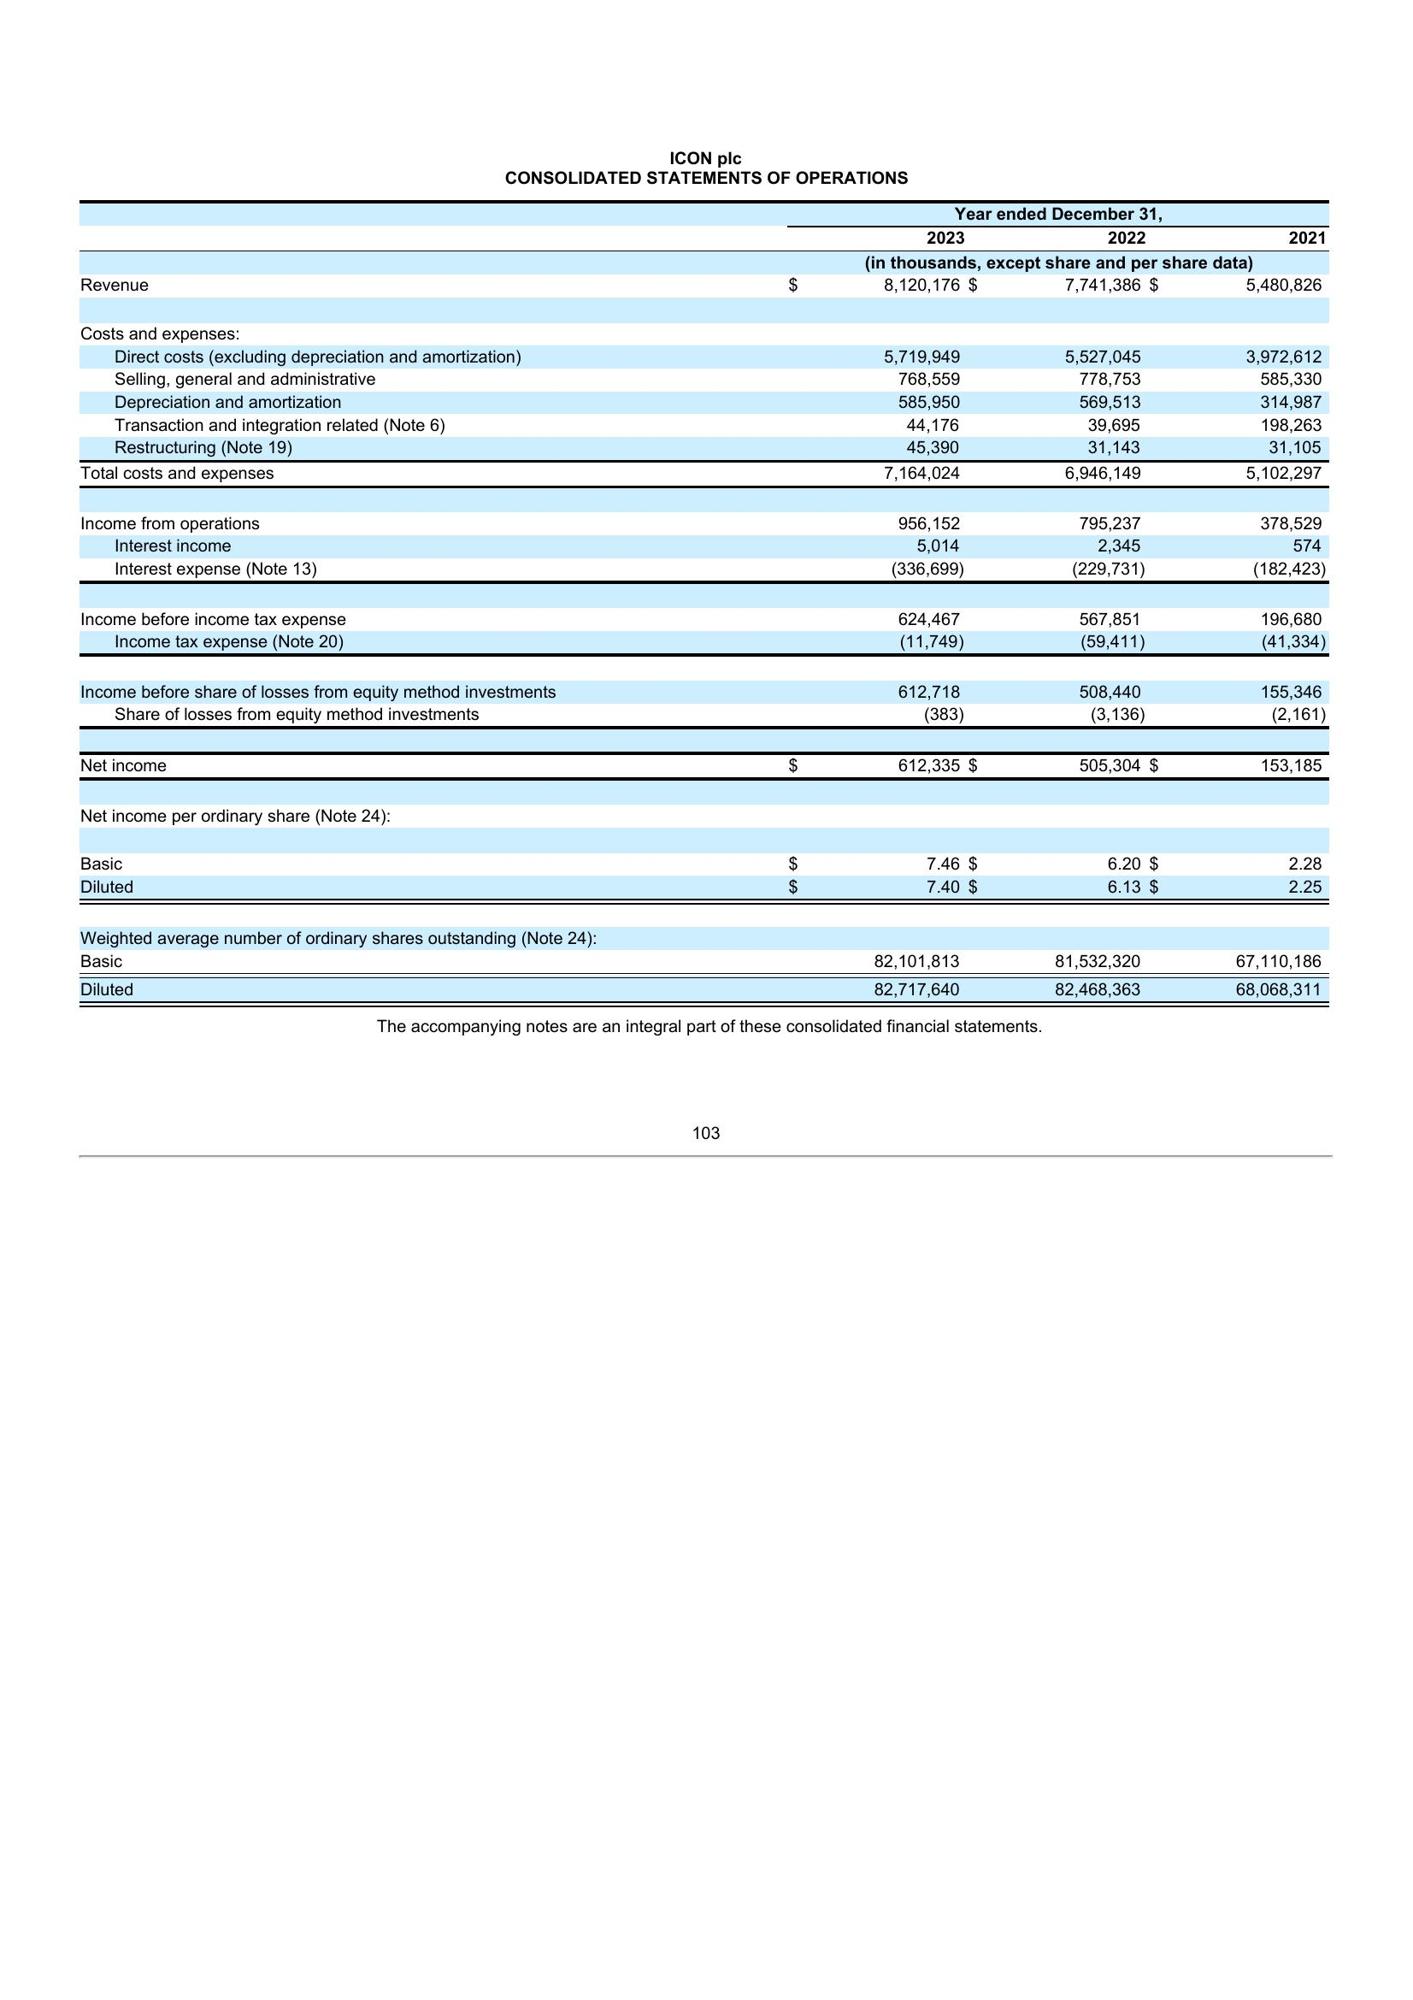 ICON plc
CONSOLIDATED STATEMENTS OF OPERATIONS
Year ended December 31,
2023 2022 2021
(in thousands, except share and per share data)
Revenue $ 8,120,176 $ 7,741,386 $ 5,480,826
Costs and expenses:
Direct costs (excluding depreciation and amortization) 5,719,949 5,527,045 3,972,612
Selling, general and administrative 768,559 778,753 585,330
Depreciation and amortization 585,950 569,513 314,987
Transaction and integration related (Note 6) 44,176 39,695 198,263
Restructuring (Note 19) 45,390 31,143 31,105
Total costs and expenses 7,164,024 6,946,149 5,102,297
Income from operations 956,152 795,237 378,529
Interest income 5,014 2,345 574
Interest expense (Note 13) (336,699) (229,731) (182,423)
Income before income tax expense 624,467 567,851 196,680
Income tax expense (Note 20) (11,749) (59,411) (41,334)
Income before share of losses from equity method investments 612,718 508,440 155,346
Share of losses from equity method investments (383) (3,136) (2,161)
Net income $ 612,335 $ 505,304 $ 153,185
Net income per ordinary share (Note 24):
Basic $ 7.46 $ 6.20 $ 2.28
Diluted $ 7.40 $ 6.13 $ 2.25
Weighted average number of ordinary shares outstanding (Note 24):
Basic 82,101,813 81,532,320 67,110,186
Diluted 82,717,640 82,468,363 68,068,311
The accompanying notes are an integral part of these consolidated financial statements.
103